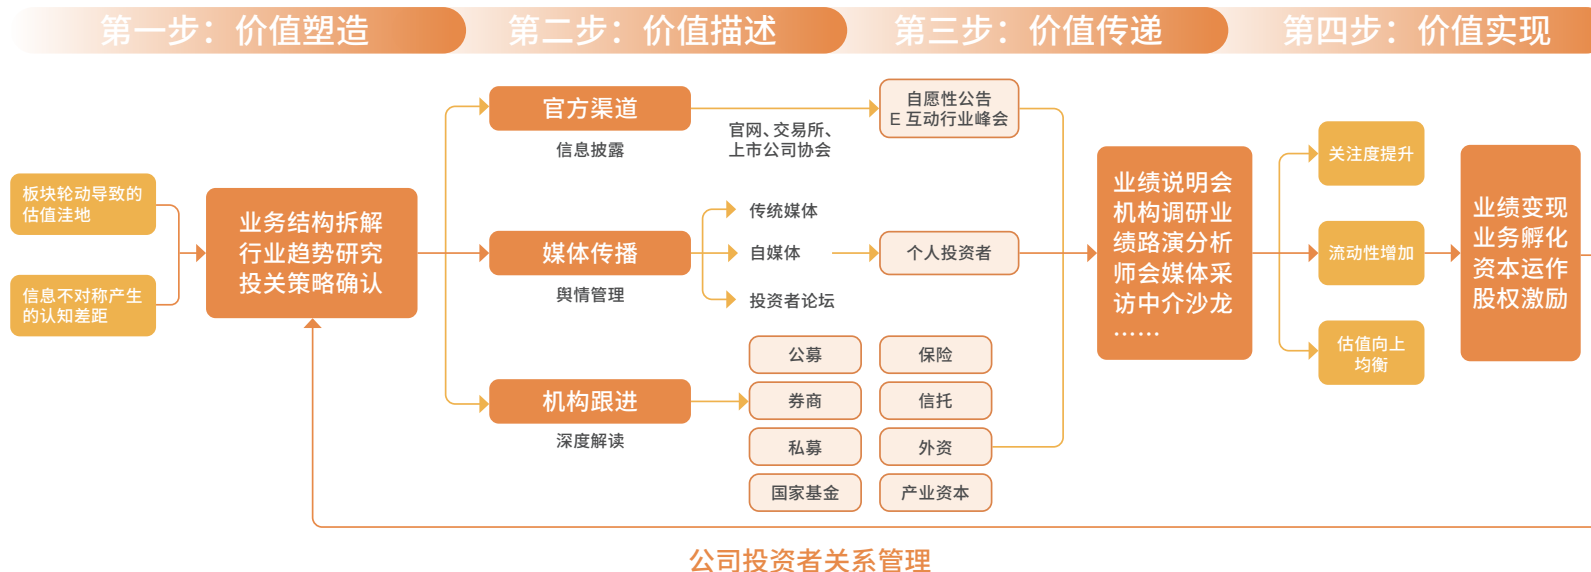 第一步：价值塑造
第二步：价值描述
第三步：价值传递
第四步：价值实现
板块轮动导致的
估值洼地
信息不对称产生
的认知差距
业务结构拆解
行业趋势研究
投关策略确认
官方渠道
信息披露
官网、交易所、
上市公司协会
自愿性公告
E 互动行业峰会
媒体传播
舆情管理
传统媒体
自媒体
投资者论坛
个人投资者
机构跟进
深度解读
公募
保险
券商
信托
私募
外资
国家基金
产业资本
业绩说明会
机构调研业
绩路演分析
师会媒体采
访中介沙龙
……
关注度提升
流动性增加
估值向上
均衡
业绩变现
业务孵化
资本运作
股权激励
公司投资者关系管理